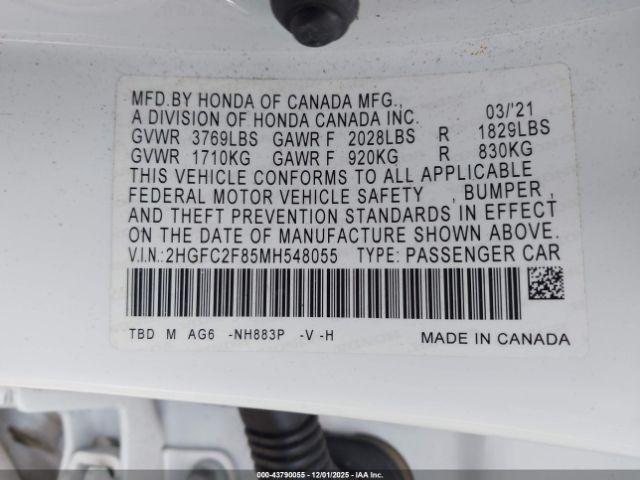 MFD.BY HONDA OF CANADA MFG.,
A DIVISION OF HONDA CANADA INC. 03/'21
GVWR 3769LBS GAWR F 2028LBS R 1829LBS
GVWR 1710KG GAWR F 920KG R 830KG
THIS VEHICLE CONFORMS TO ALL APPLICABLE
FEDERAL MOTOR VEHICLE SAFETY , BUMPER ,
AND THEFT PREVENTION STANDARDS IN EFFECT
ON THE DATE OF MANUFACTURE SHOWN ABOVE.
V.I.N.: 2HGFC2F85MH548055 TYPE: PASSENGER CAR
TBD M AG6 -NH883P -V -H MADE IN CANADA
000-43790055 - 12/01/2025 - IAA Inc.